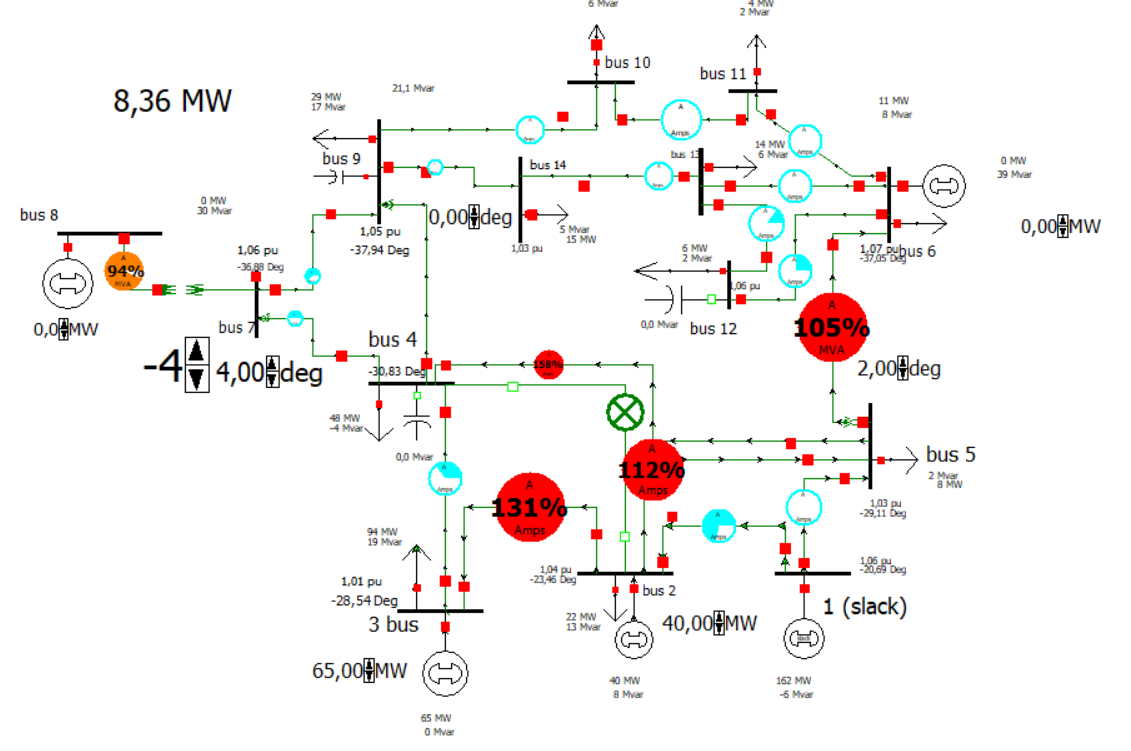 6 MW
4 MW
2 Mvar
bus 10
bus 11
8,36 MW
21,1 Mvar
29 MW
17 Mvar
11 MW
8 Mvar
A
Amps
A
Amps
A
Amps
14 MW
6 Mvar
bus 9
bus 14
bus 13
0 MW
39 Mvar
0 MW
30 Mvar
bus 8
0,00 deg
5 Mvar
15 MW
1,05 pu
-37,94 Deg
1,03 pu
A
Amps
A
Amps
A
Amps
0,00 MW
1,06 pu
-36,88 Deg
6 MW
2 Mvar
A
Amps
1,07 pu
-37,05 Deg
bus 6
A
94%
MVA
1,06 pu
0,0 MW
bus 7
0,0 Mvar
bus 12
A
105%
MVA
bus 4
-30,83 Deg
158%
-4
4,00 deg
2,00 deg
48 MW
-4 Mvar
0,0 Mvar
A
112%
Amps
bus 5
2 Mvar
8 MW
A
Amps
A
131%
Amps
A
Amps
A
Amps
1,03 pu
-29,11 Deg
94 MW
19 Mvar
1,01 pu
-28,54 Deg
1,04 pu
-23,46 Deg
1,06 pu
-20,69 Deg
bus 2
1 (slack)
3 bus
22 MW
13 Mvar
40,00 MW
slack
65,00 MW
40 MW
8 Mvar
162 MW
-6 Mvar
65 MW
0 Mvar